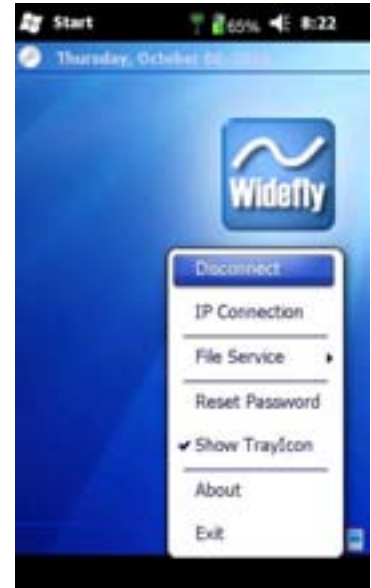 Start 65% 8:22
Thursday, October
Widefly
Disconnect
IP Connection
File Service
Reset Password
Show TrayIcon
About
Exit